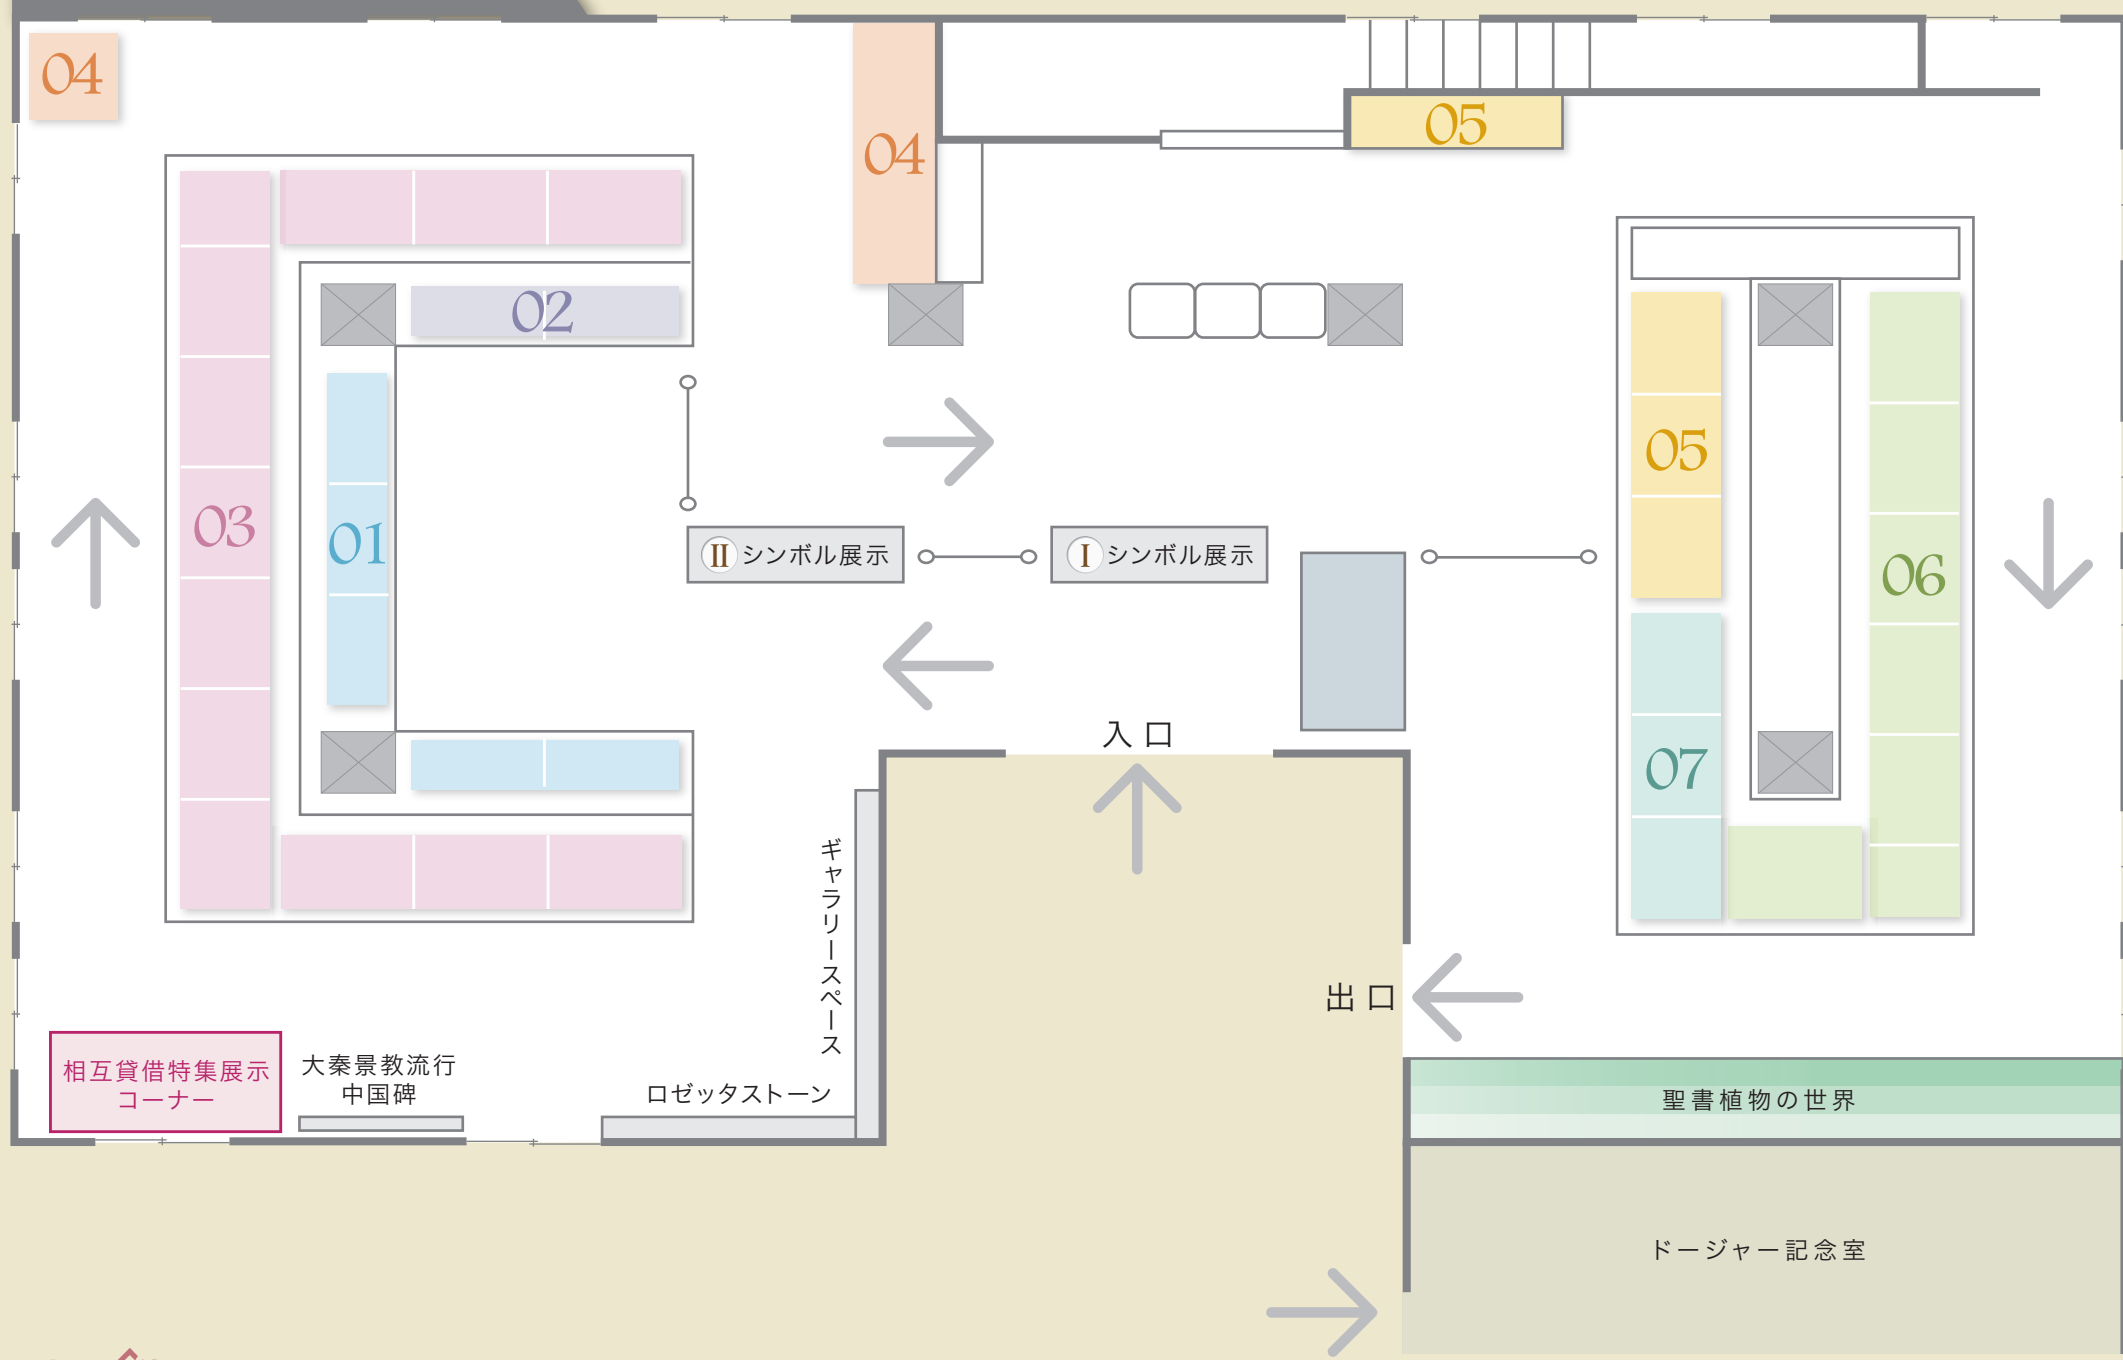 04
04
05
02
05
03
01
II シンボル展示
I シンボル展示
06
入口
07
ギャラリースペース
出口
相互貸借特集展示
コーナー
大秦景教流行
中国碑
ロゼッタストーン
聖書植物の世界
ドージャー記念室